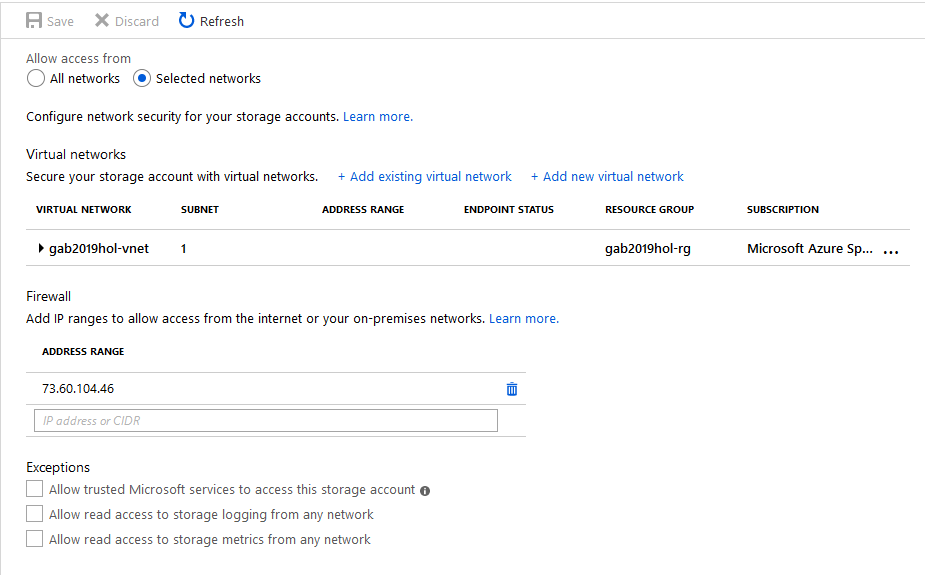 Save Discard Refresh
Allow access from
All networks Selected networks
Configure network security for your storage accounts. Learn more.
Virtual networks
Secure your storage account with virtual networks. + Add existing virtual network + Add new virtual network
VIRTUAL NETWORK SUBNET ADDRESS RANGE ENDPOINT STATUS RESOURCE GROUP SUBSCRIPTION
gab2019hol-vnet 1 gab2019hol-rg Microsoft Azure Sp... ...
Firewall
Add IP ranges to allow access from the internet or your on-premises networks. Learn more.
ADDRESS RANGE
73.60.104.46
IP address or CIDR
Exceptions
Allow trusted Microsoft services to access this storage account
Allow read access to storage logging from any network
Allow read access to storage metrics from any network